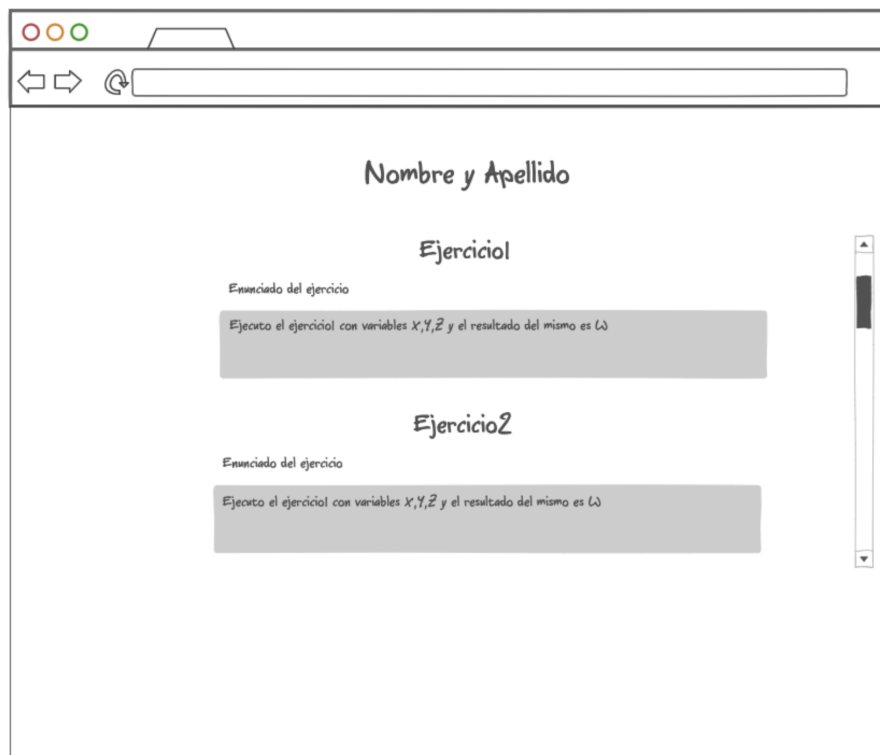 Nombre y Apellido
Ejercicio1
Enunciado del ejercicio
Ejecuto el ejercicio1 con variables X,Y,Z y el resultado del mismo es W
Ejercicio2
Enunciado del ejercicio
Ejecuto el ejercicio1 con variables X,Y,Z y el resultado del mismo es W